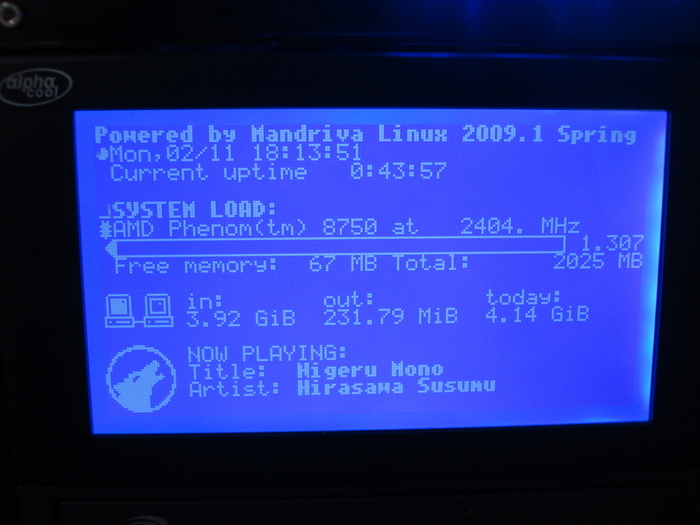 alpha
cool
Powered by Mandriva Linux 2009.1 Spring
Mon,02/11 18:13:51
Current uptime 0:43:57
SYSTEM LOAD:
AMD Phenom(tm) 8750 at 2404. MHz
1.307
Free memory: 67 MB Total: 2025 MB
in: out: today:
3.92 GiB 231.79 MiB 4.14 GiB
NOW PLAYING:
Title: Nigeru Mono
Artist: Hirasawa Susumu